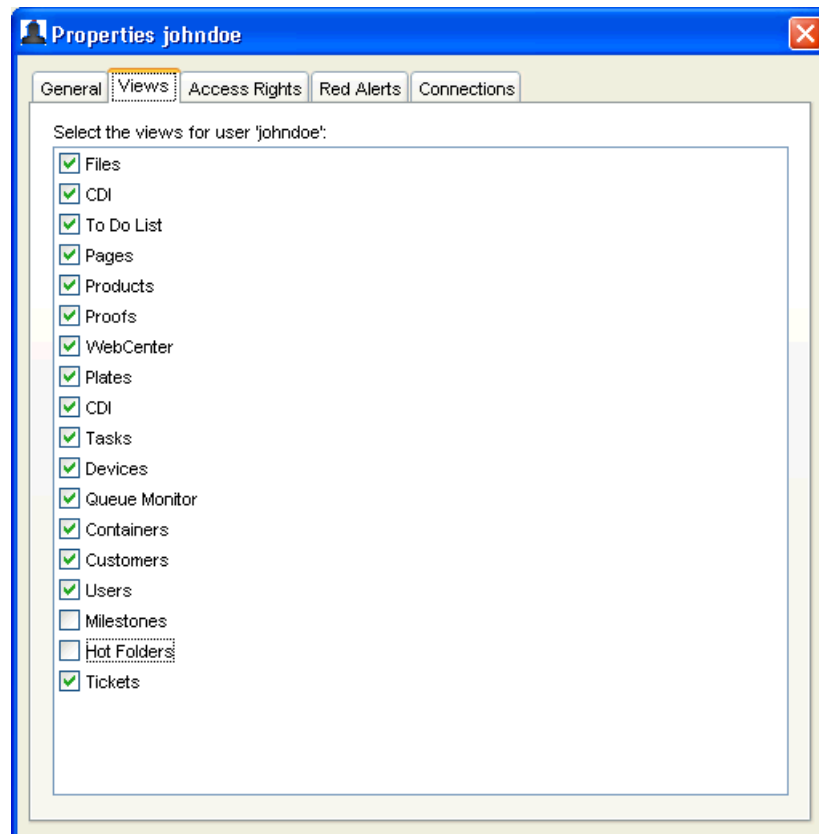 Properties johndoe
General Views Access Rights Red Alerts Connections
Select the views for user 'johndoe':
Files
CDI
To Do List
Pages
Products
Proofs
WebCenter
Plates
CDI
Tasks
Devices
Queue Monitor
Containers
Customers
Users
Milestones
Hot Folders
Tickets